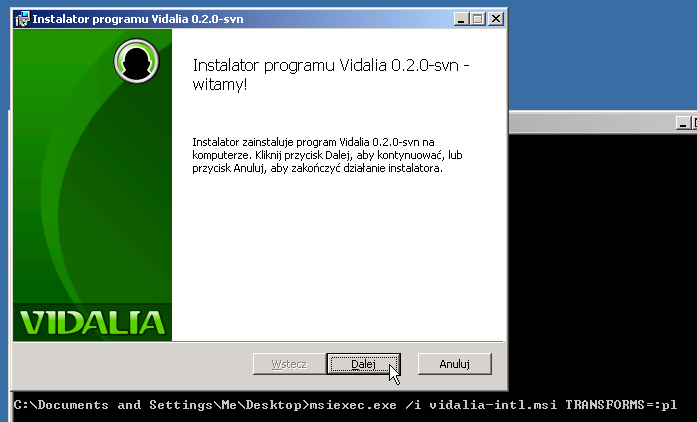 Instalator programu Vidalia 0.2.0-svn
Instalator programu Vidalia 0.2.0-svn -
witamy!
Instalator zainstaluje program Vidalia 0.2.0-svn na
komputerze. Kliknij przycisk Dalej, aby kontynuować, lub
przycisk Anuluj, aby zakończyć działanie instalatora.
VIDALIA
Wstecz
Dalej
Anuluj
C:\Documents and Settings\Me\Desktop>msiexec.exe /i vidalia-intl.msi TRANSFORMS=:pl